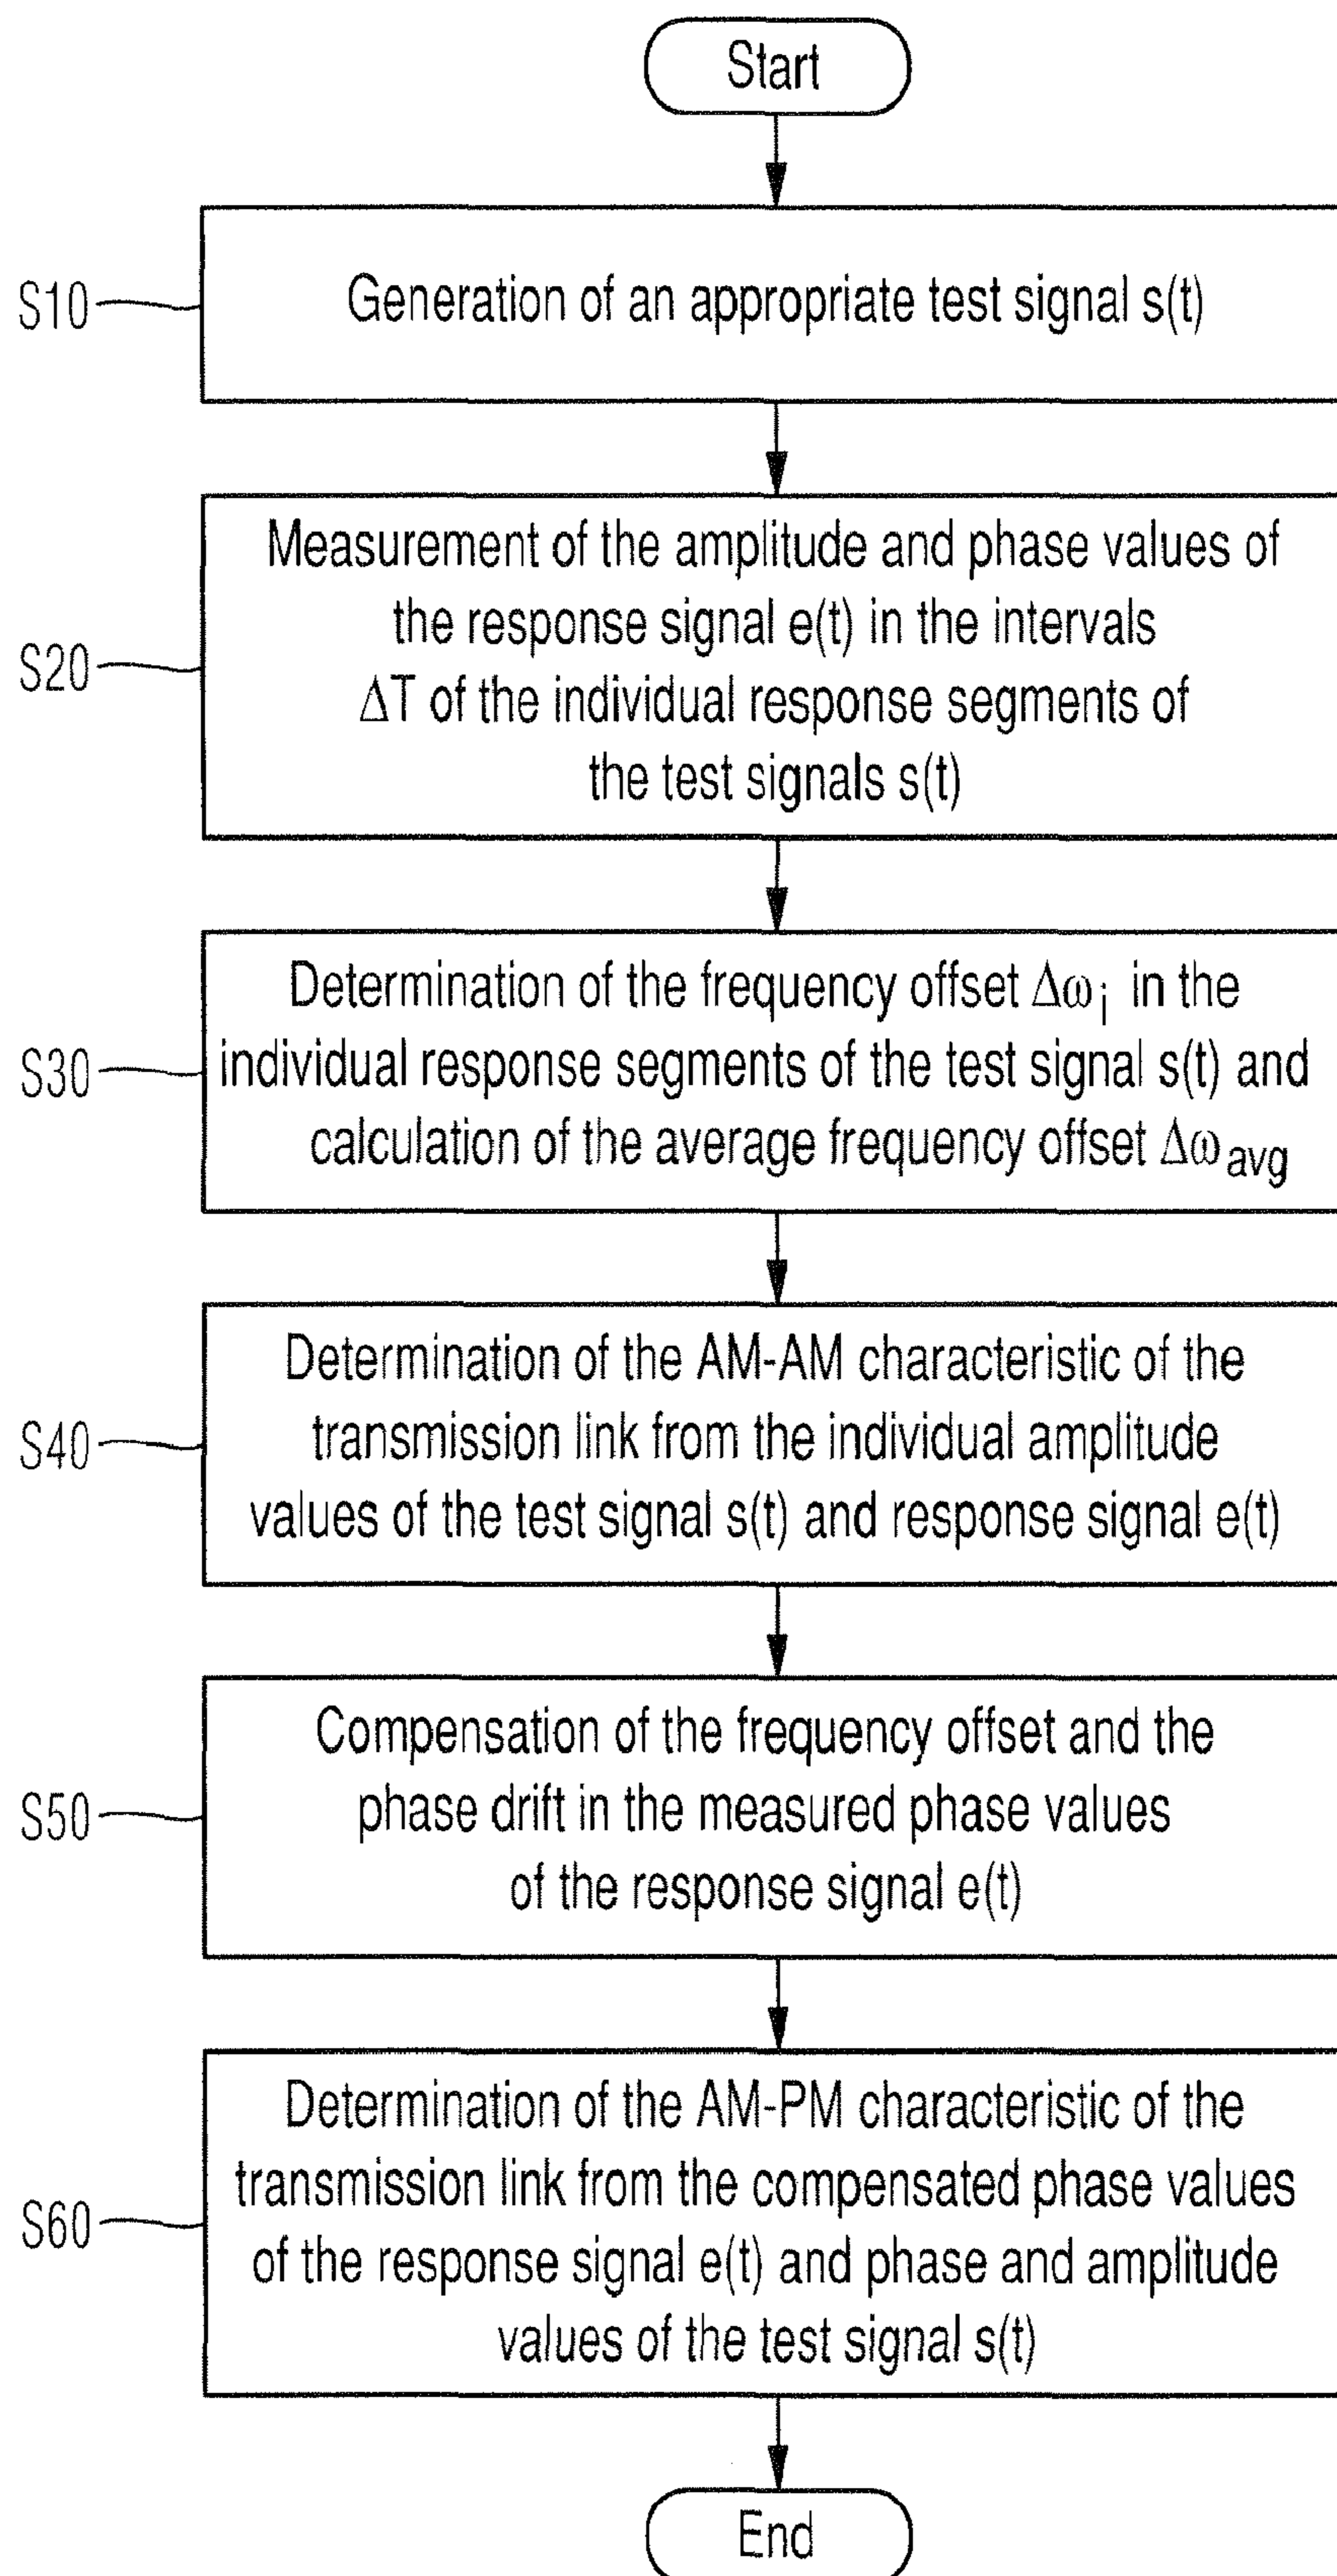 Start
S10
Generation of an appropriate test signal s(t)
S20
Measurement of the amplitude and phase values of
the response signal e(t) in the intervals
ΔT of the individual response segments of
the test signals s(t)
S30
Determination of the frequency offset Δω_i in the
individual response segments of the test signal s(t) and
calculation of the average frequency offset Δω_avg
S40
Determination of the AM-AM characteristic of the
transmission link from the individual amplitude
values of the test signal s(t) and response signal e(t)
S50
Compensation of the frequency offset and the
phase drift in the measured phase values
of the response signal e(t)
S60
Determination of the AM-PM characteristic of the
transmission link from the compensated phase values
of the response signal e(t) and phase and amplitude
values of the test signal s(t)
End